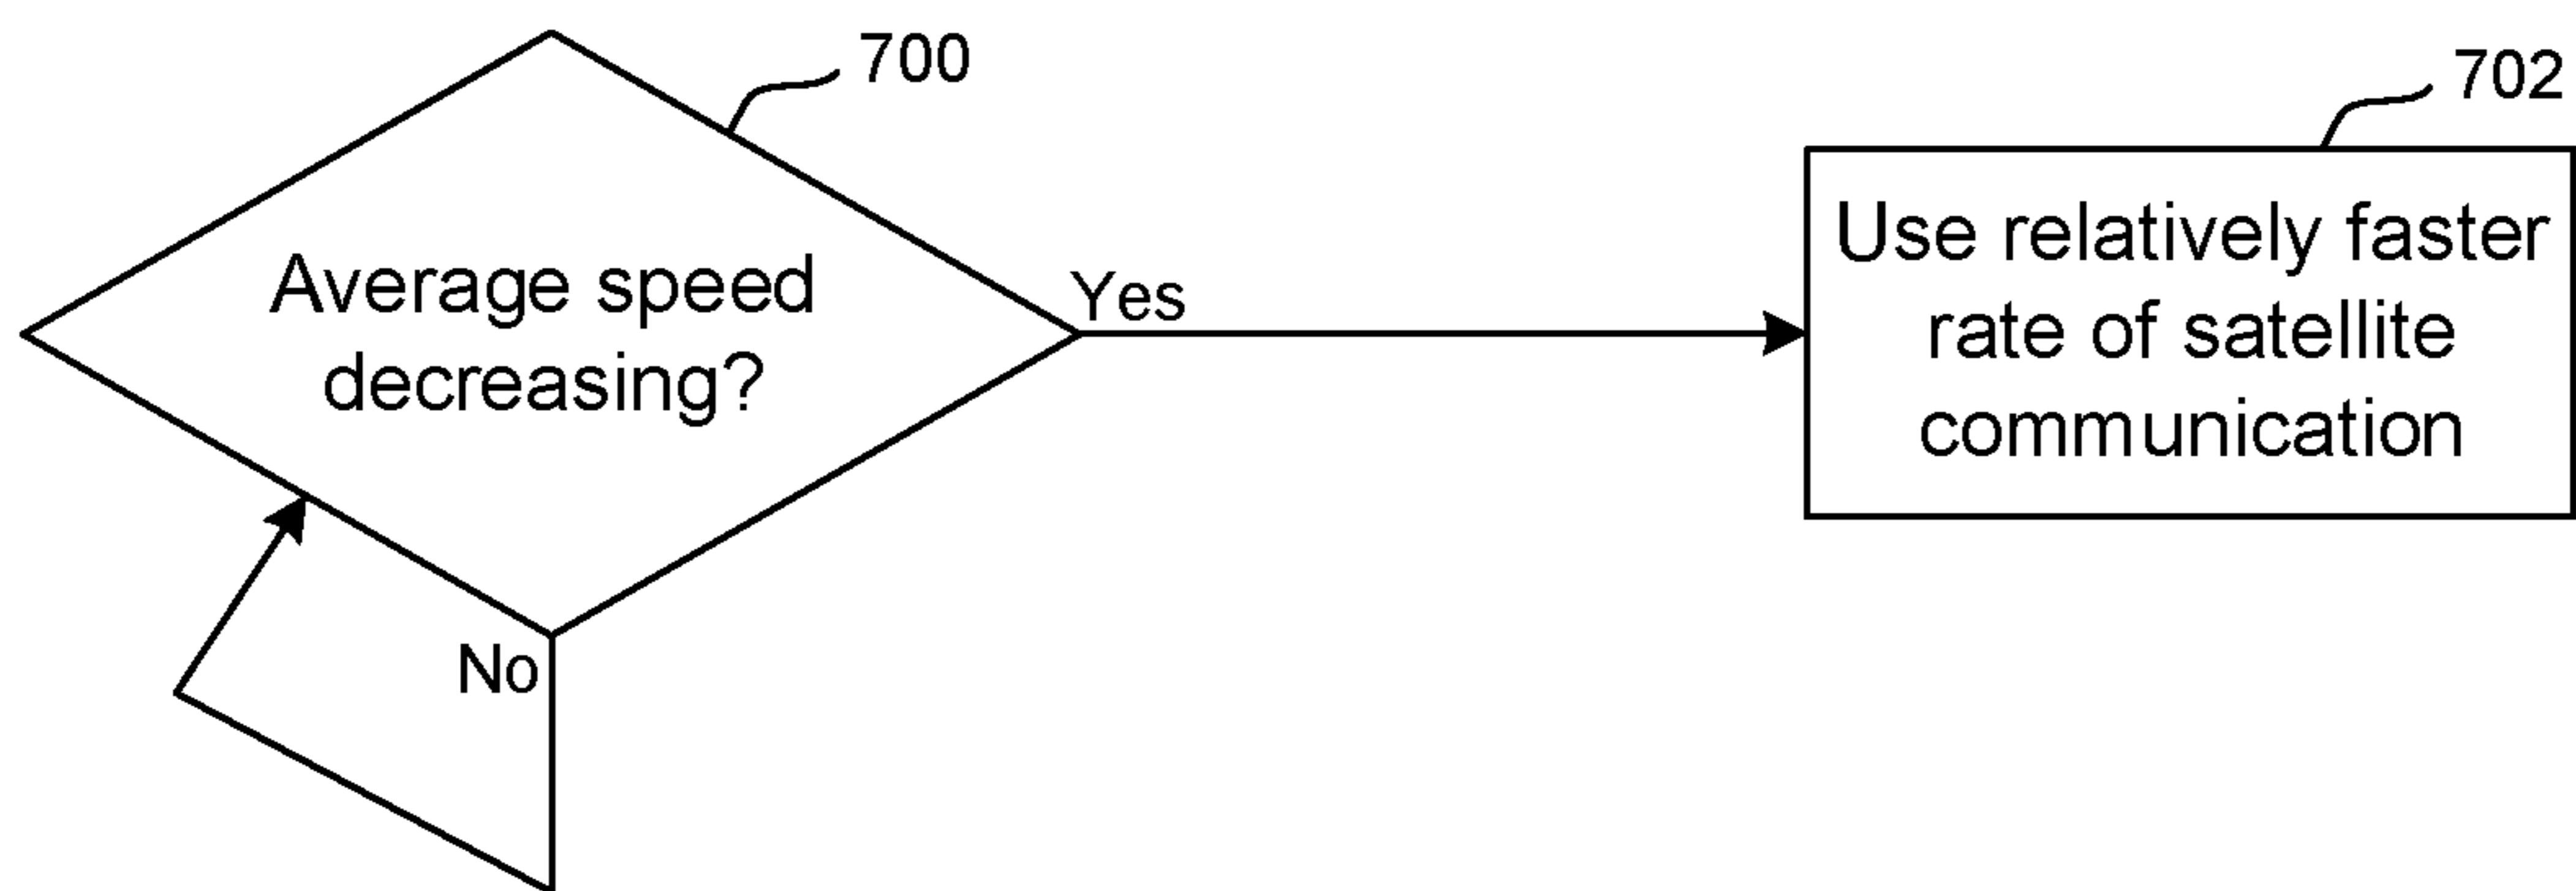 700
702
Average speed
decreasing?
Yes
Use relatively faster
rate of satellite
communication
No